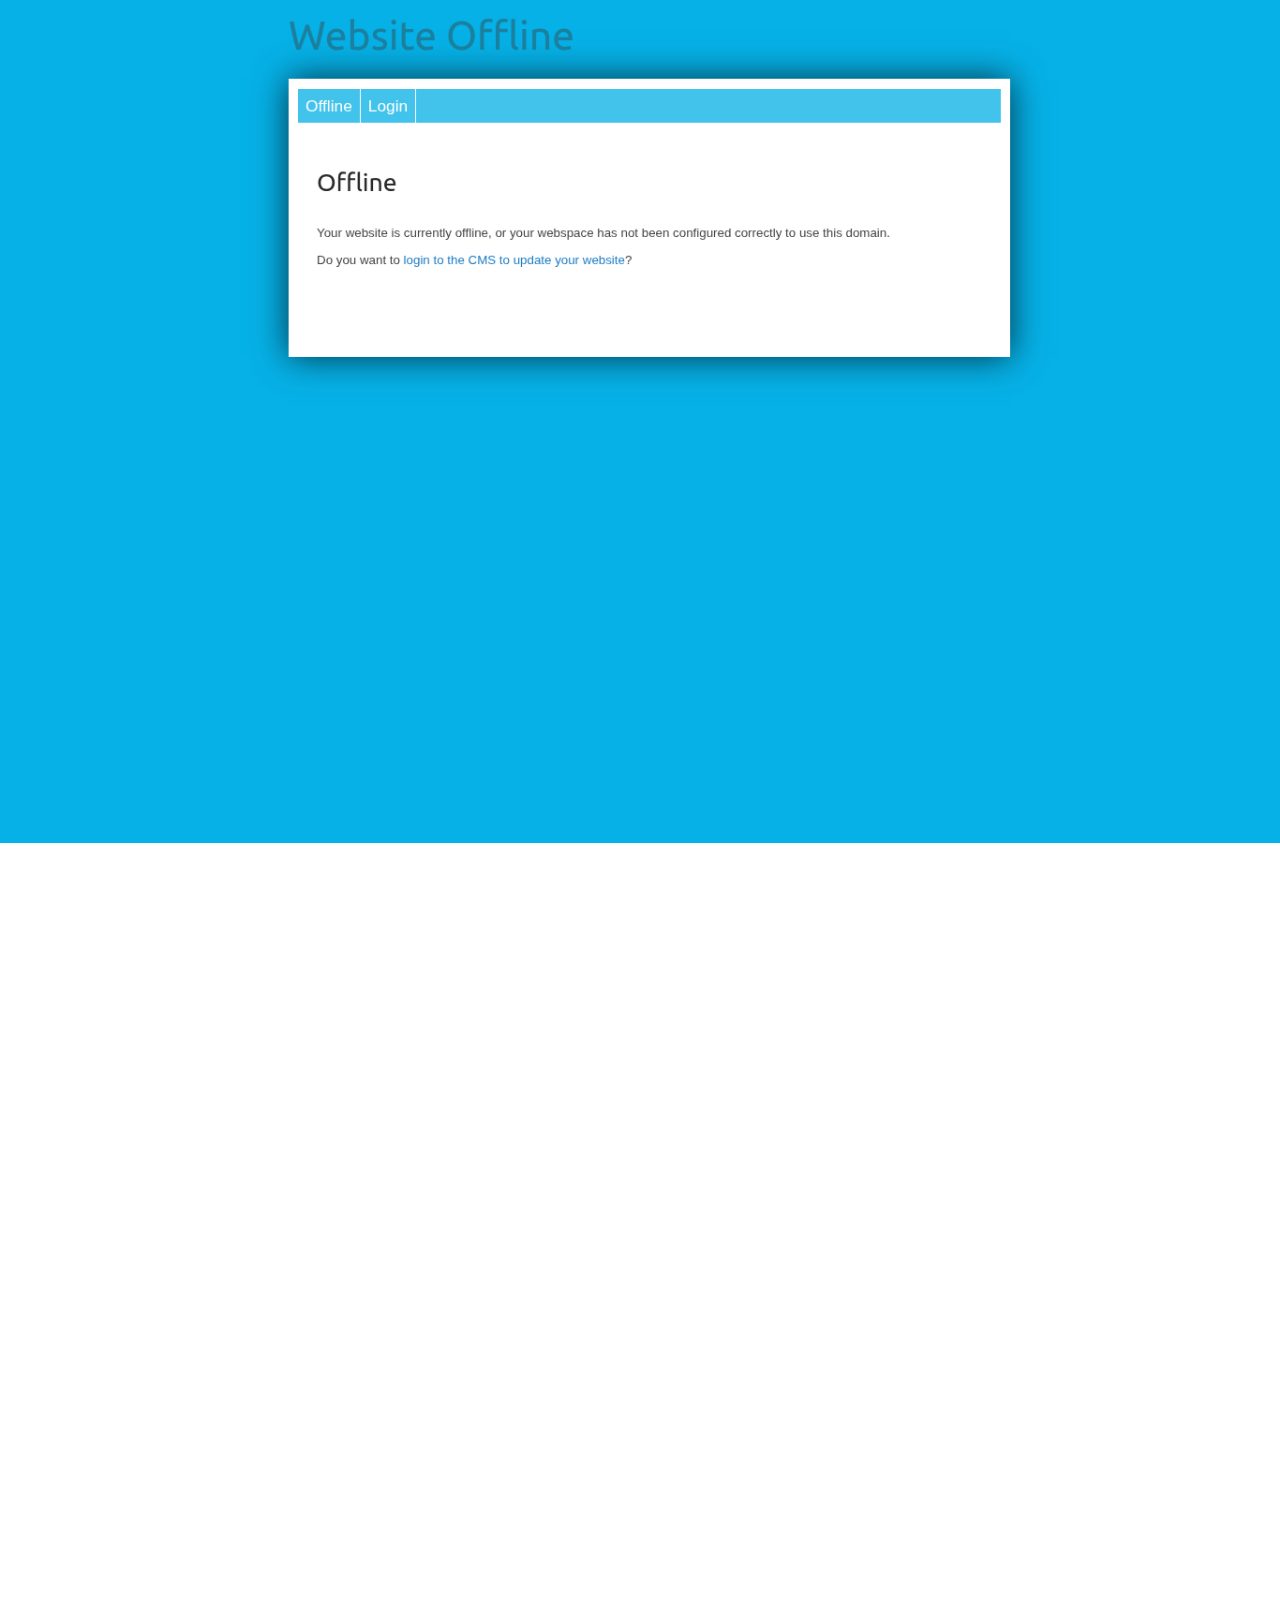 Website Offline
Offline
Login
Offline
Your website is currently offline, or your webspace has not been configured correctly to use this domain.
Do you want to login to the CMS to update your website?